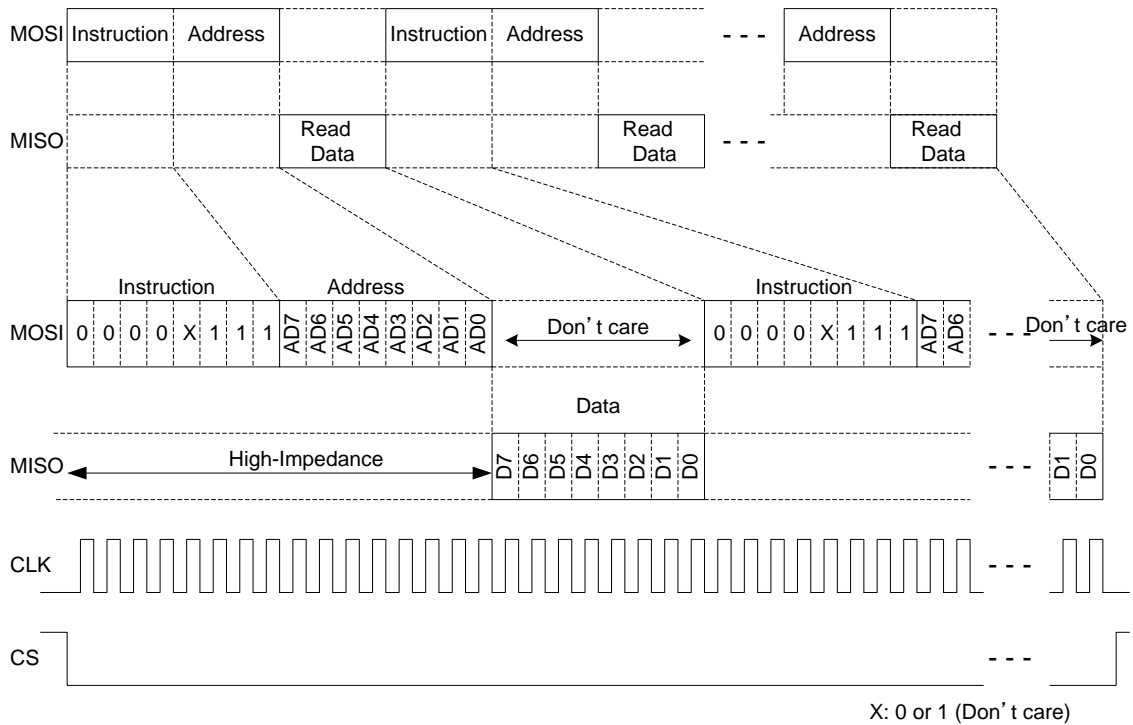 MOSI Instruction Address Instruction Address - - - Address
MISO Read Data Read Data - - - Read Data
Instruction Address Instruction
MOSI 0 0 0 0 X 1 1 1 AD7 AD6 AD5 AD4 AD3 AD2 AD1 AD0 Don't care 0 0 0 0 X 1 1 1 AD7 AD6 - - - Don't care
Data
MISO High-Impedance D7 D6 D5 D4 D3 D2 D1 D0 - - - D1 D0
CLK - - -
CS - - -
X: 0 or 1 (Don't care)